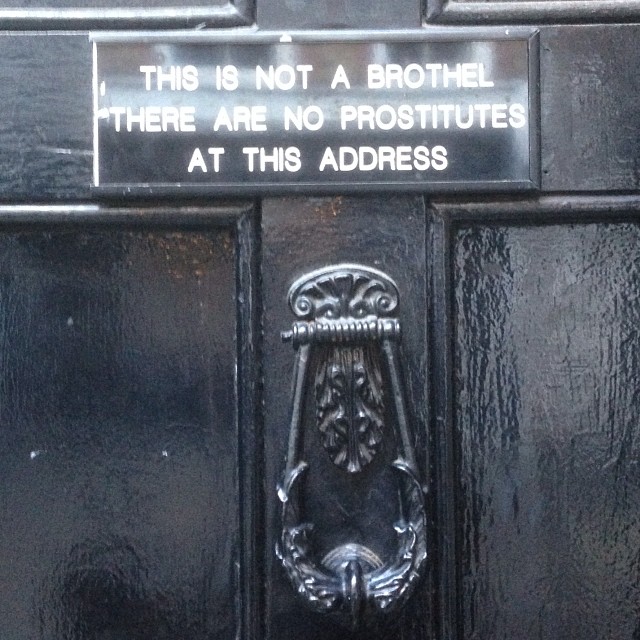 THIS IS NOT A BROTHEL
THERE ARE NO PROSTITUTES
AT THIS ADDRESS